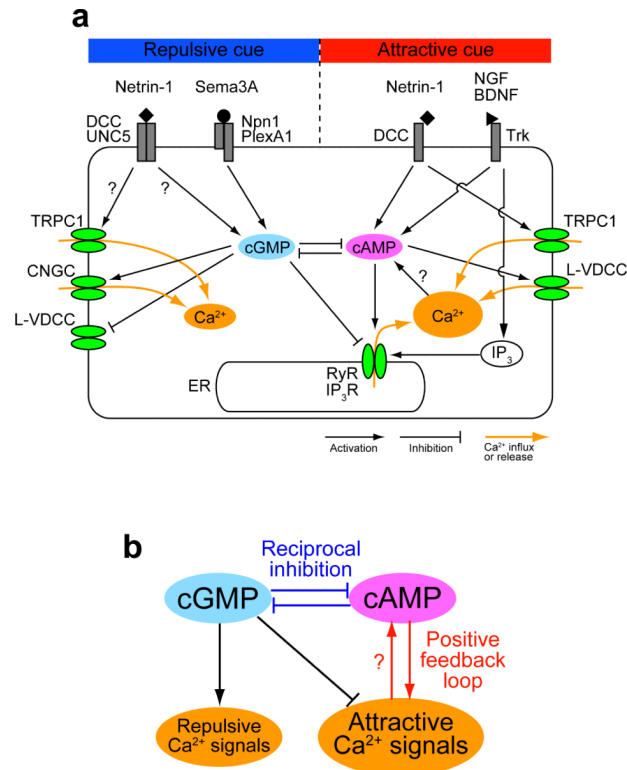 a
Repulsive cue
Attractive cue
Netrin-1
Sema3A
Netrin-1
NGF
BDNF
DCC
UNC5
Npn1
PlexA1
DCC
Trk
?
?
TRPC1
TRPC1
cGMP
cAMP
CNGC
L-VDCC
?
Ca²⁺
Ca²⁺
L-VDCC
IP₃
RyR
IP₃R
ER
Activation
Inhibition
Ca²⁺ influx
or release
b
Reciprocal
inhibition
cGMP
cAMP
Positive
feedback
loop
?
Repulsive
Ca²⁺ signals
Attractive
Ca²⁺ signals